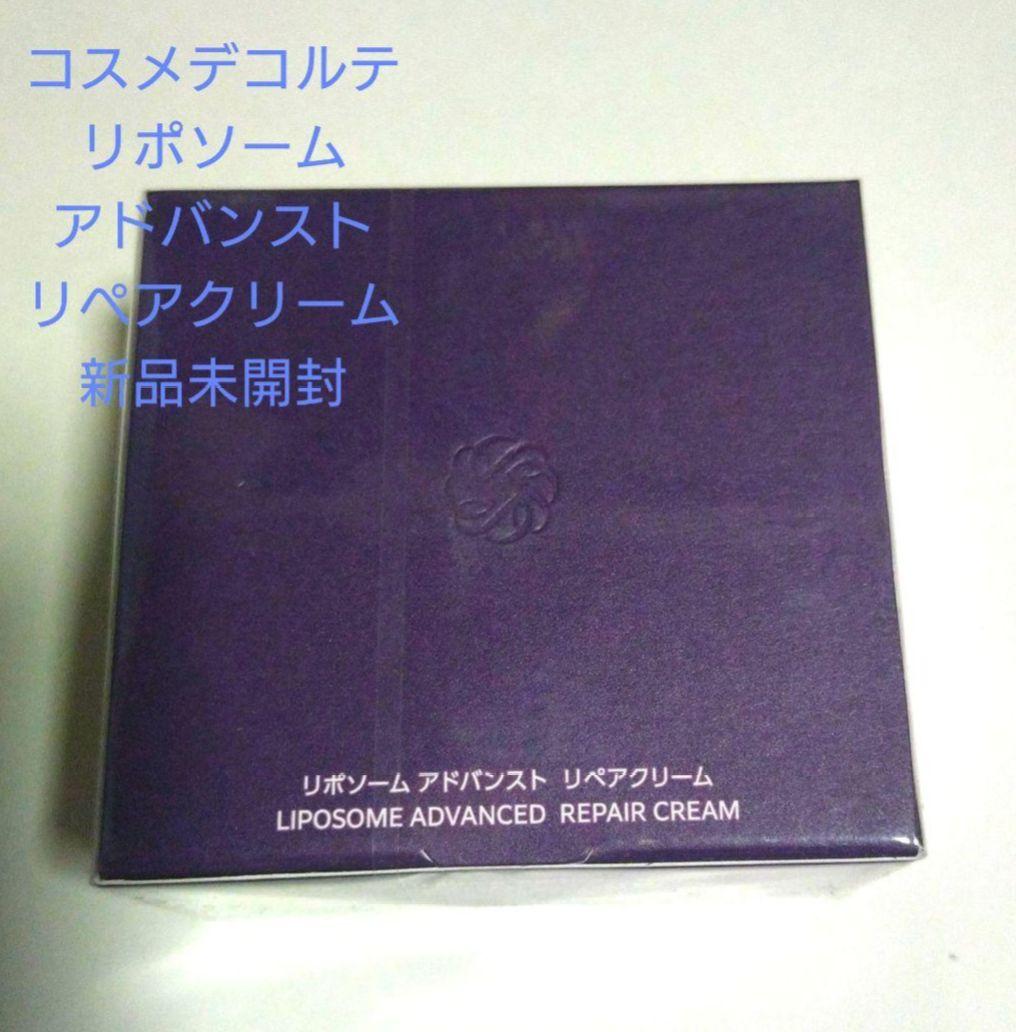 コスメデコルテ
リポソーム
アドバンスト
リペアクリーム
新品未開封
リポソーム アドバンスト リペアクリーム
LIPOSOME ADVANCED REPAIR CREAM